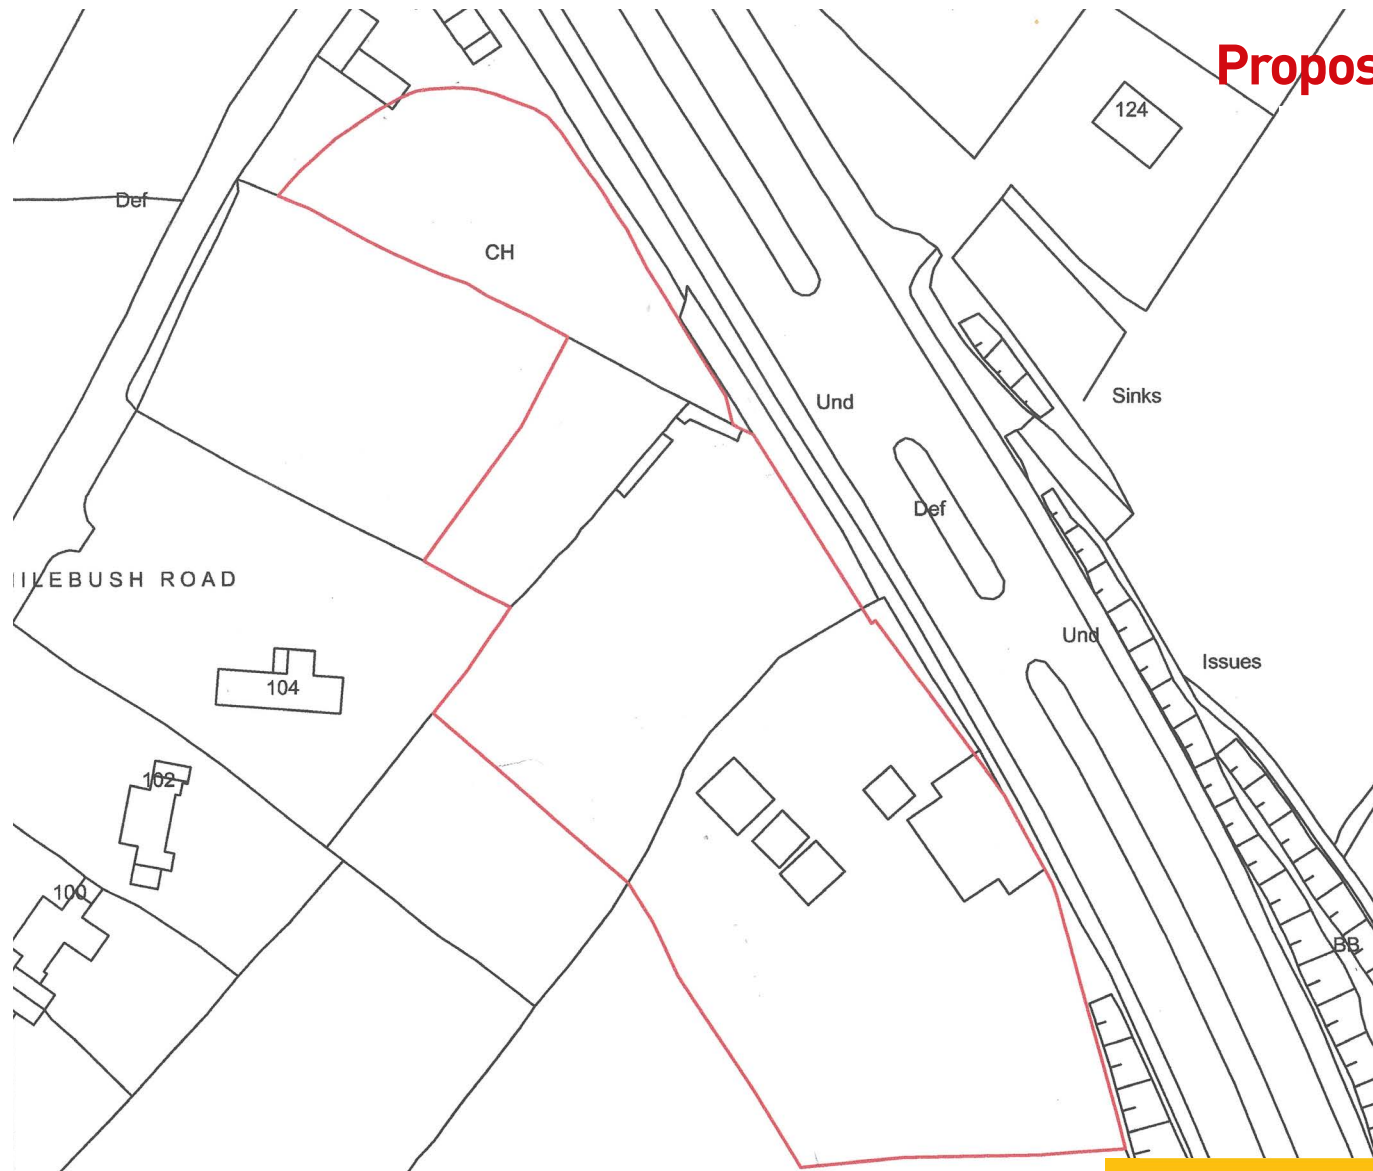 Propos
124
Def
CH
Sinks
Und
Def
ILEBUSH ROAD
Und
Issues
104
102
100
BB